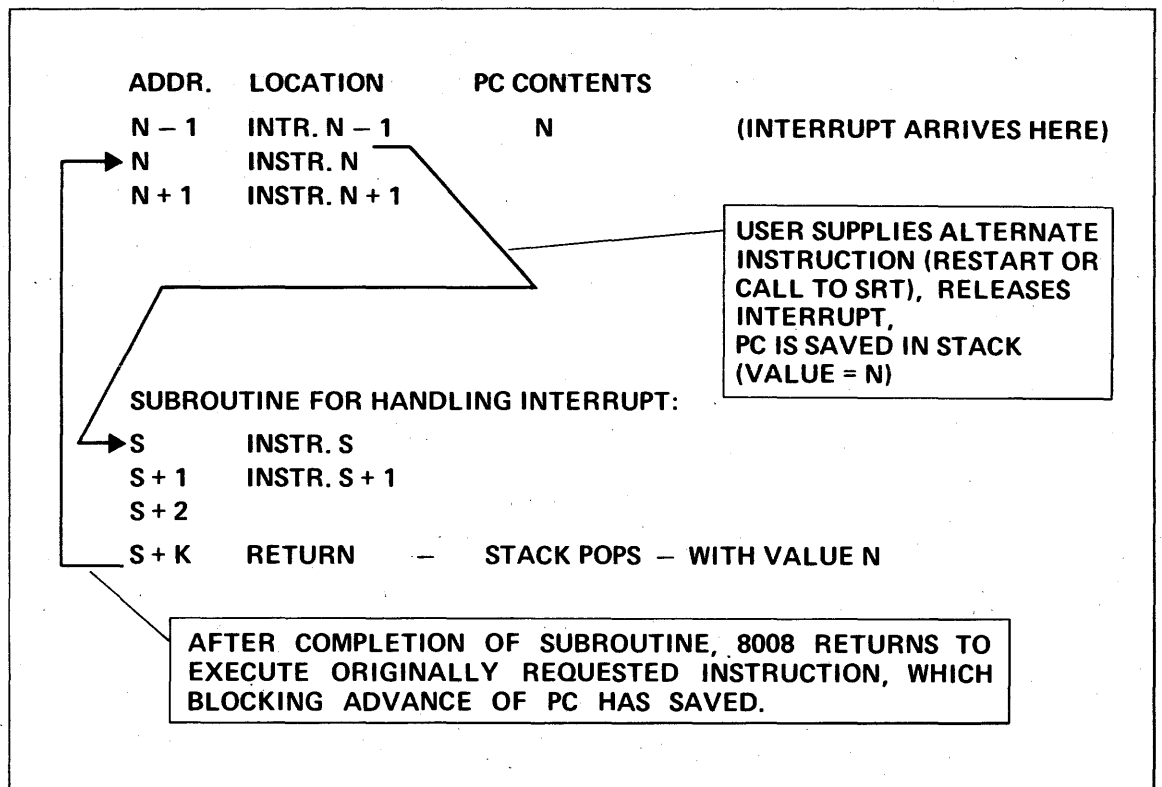 ADDR. LOCATION PC CONTENTS
N – 1 INTR. N – 1 N (INTERRUPT ARRIVES HERE)
N INSTR. N
N + 1 INSTR. N + 1
USER SUPPLIES ALTERNATE
INSTRUCTION (RESTART OR
CALL TO SRT), RELEASES
INTERRUPT,
PC IS SAVED IN STACK
(VALUE = N)
SUBROUTINE FOR HANDLING INTERRUPT:
S INSTR. S
S + 1 INSTR. S + 1
S + 2
S + K RETURN – STACK POPS – WITH VALUE N
AFTER COMPLETION OF SUBROUTINE, 8008 RETURNS TO
EXECUTE ORIGINALLY REQUESTED INSTRUCTION, WHICH
BLOCKING ADVANCE OF PC HAS SAVED.